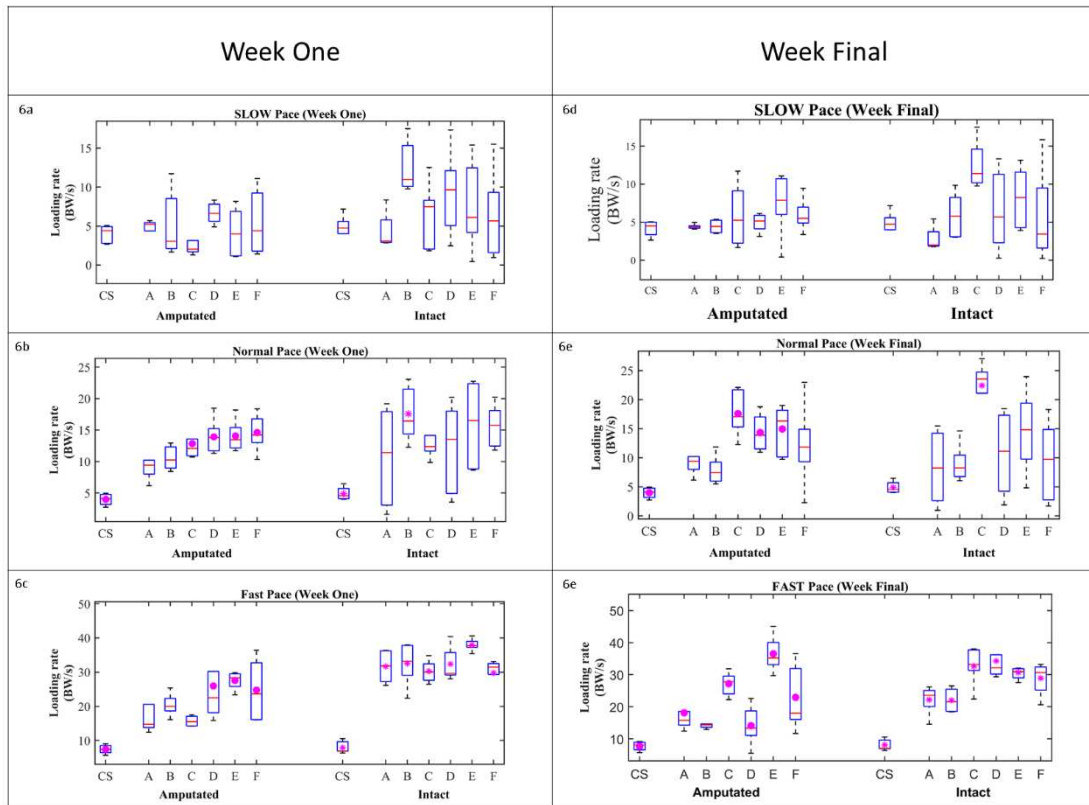 Week One
Week Final
6a
SLOW Pace (Week One)
Loading rate
(BW/s)
15
10
5
0
CS A B C D E F CS A B C D E F
Amputated Intact
6d
SLOW Pace (Week Final)
Loading rate
(BW/s)
15
10
5
0
CS A B C D E F CS A B C D E F
Amputated Intact
6b
Normal Pace (Week One)
Loading rate
(BW/s)
25
20
15
10
5
0
CS A B C D E F CS A B C D E F
Amputated Intact
6e
Normal Pace (Week Final)
Loading rate
(BW/s)
25
20
15
10
5
0
CS A B C D E F CS A B C D E F
Amputated Intact
6c
Fast Pace (Week One)
Loading rate
(BW/s)
50
40
30
20
10
0
CS A B C D E F CS A B C D E F
Amputated Intact
6e
FAST Pace (Week Final)
Loading rate
(BW/s)
50
40
30
20
10
0
CS A B C D E F CS A B C D E F
Amputated Intact